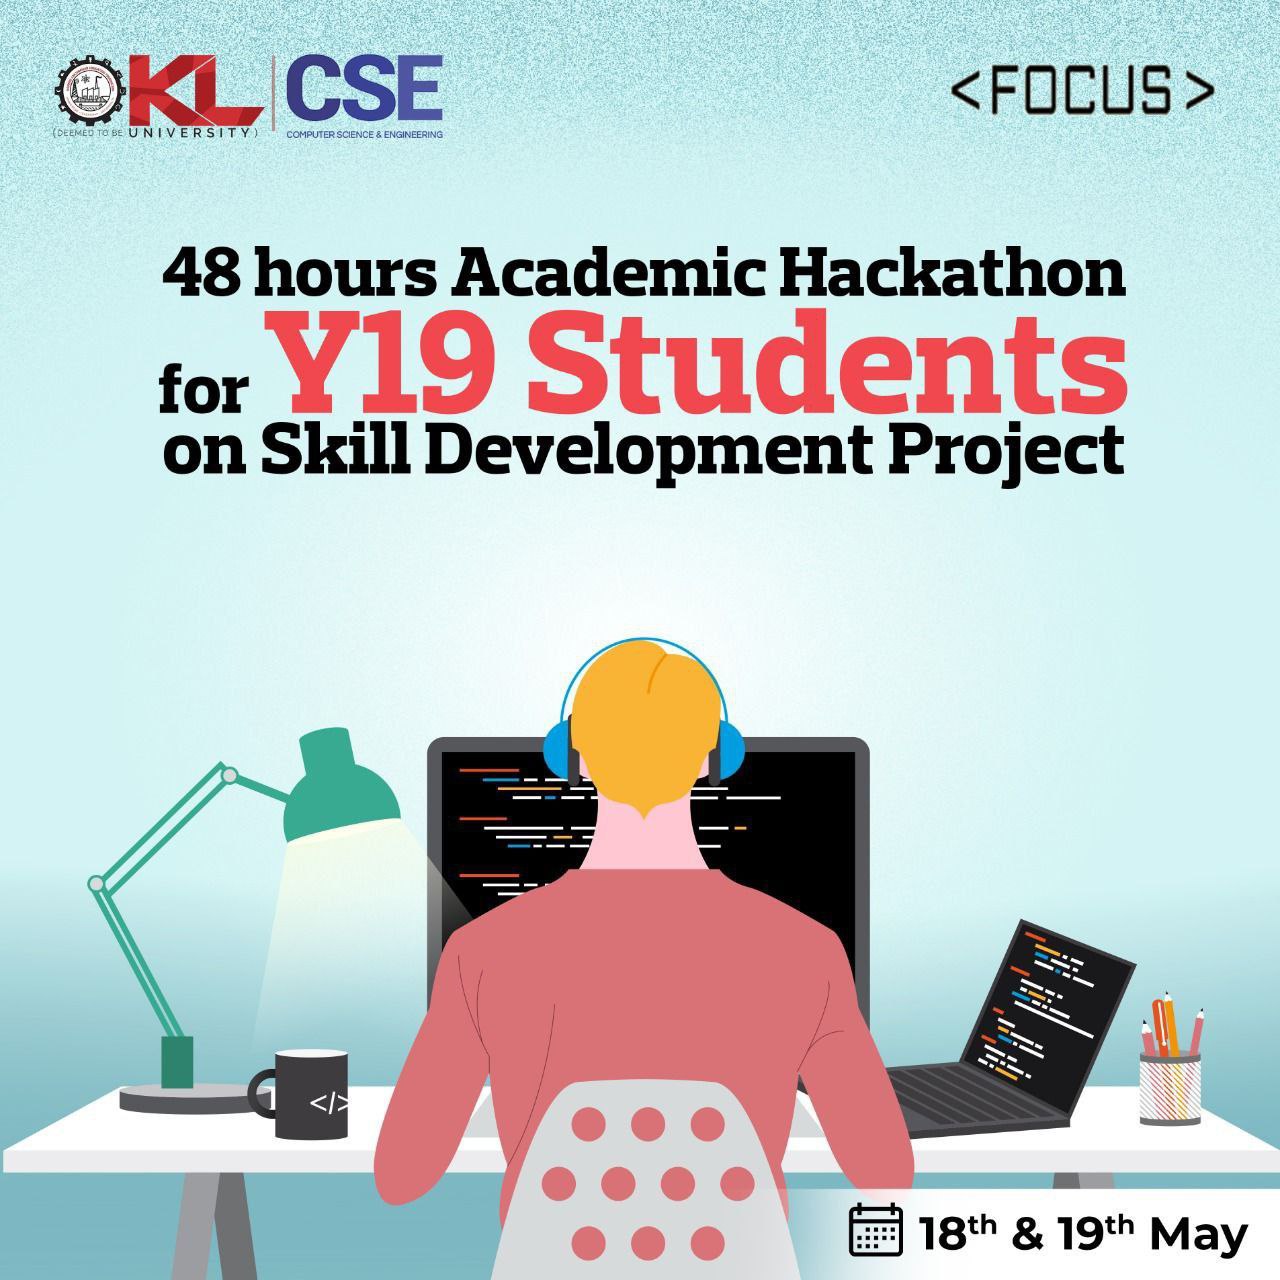 KL
(DEEMED TO BE UNIVERSITY)
CSE
COMPUTER SCIENCE & ENGINEERING
<FOCUS>
48 hours Academic Hackathon
for Y19 Students
on Skill Development Project
</>
18th & 19th May